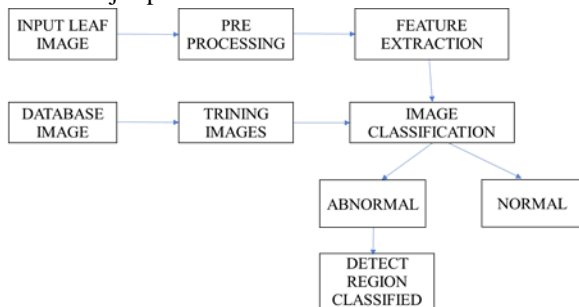 INPUT LEAF
IMAGE
PRE
PROCESSING
FEATURE
EXTRACTION
DATABASE
IMAGE
TRINING
IMAGES
IMAGE
CLASSIFICATION
ABNORMAL
NORMAL
DETECT
REGION
CLASSIFIED